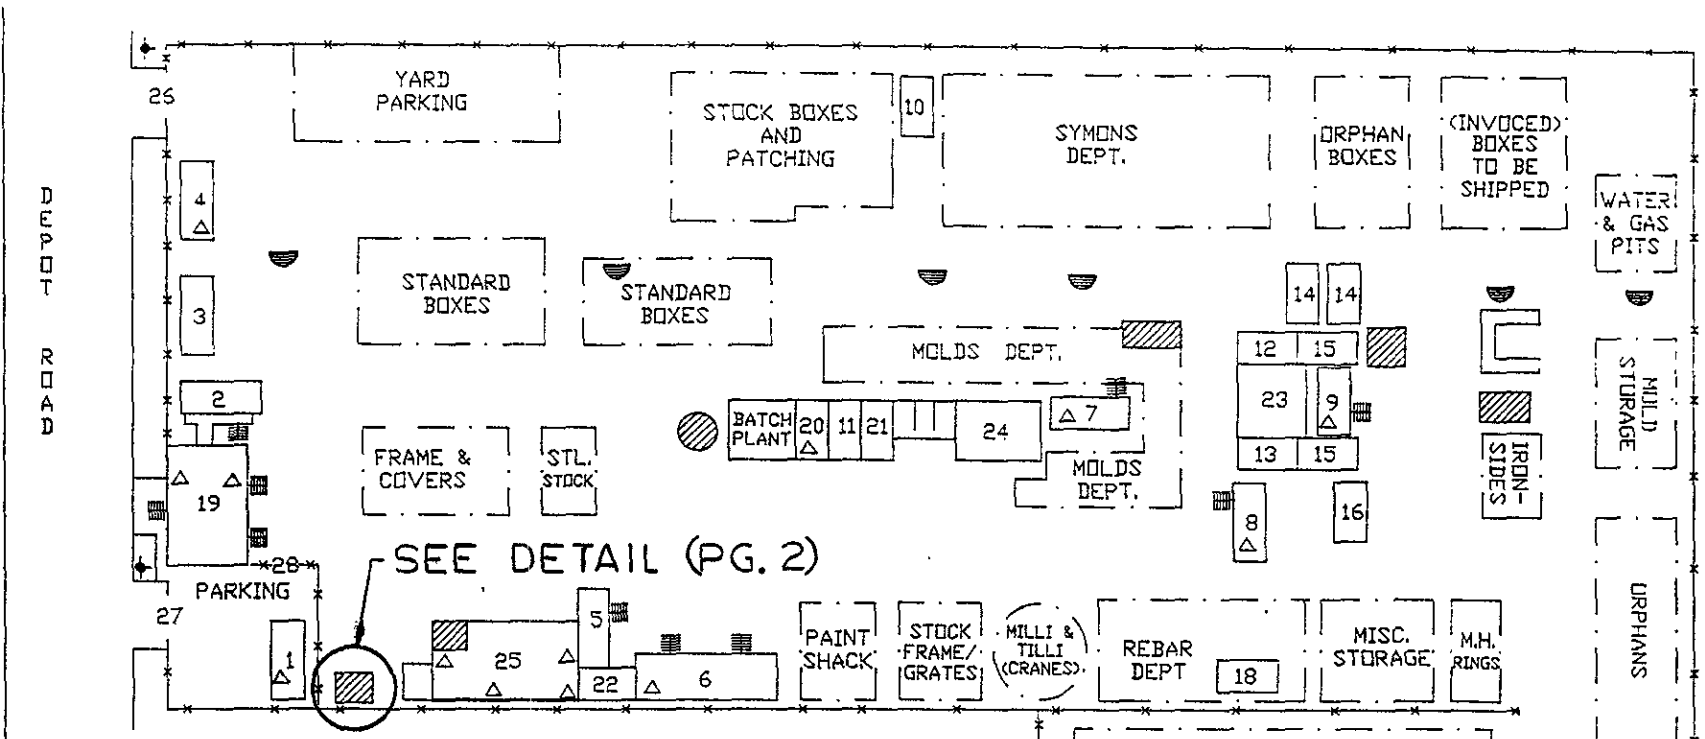 YARD
PARKING
26
STOCK BOXES
AND
PATCHING
10
SYMONS
DEPT.
ORPHAN
BOXES
(INVOCED)
BOXES
TO BE
SHIPPED
WATER
& GAS
PITS
4
DEPOT ROAD
3
STANDARD
BOXES
STANDARD
BOXES
14
14
MOLDS DEPT.
12
15
MOLD
STORAGE
2
BATCH
PLANT
20
11
21
24
7
23
9
FRAME &
COVERS
STL.
STOCK
MOLDS
DEPT.
13
15
IRON-
SIDES
19
8
16
SEE DETAIL (PG. 2)
28
PARKING
27
1
25
5
22
6
PAINT
SHACK
STOCK
FRAME/
GRATES
MILLI &
TILLI
(CRANES)
REBAR
DEPT
18
MISC.
STORAGE
M.H.
RINGS
ORPHANS